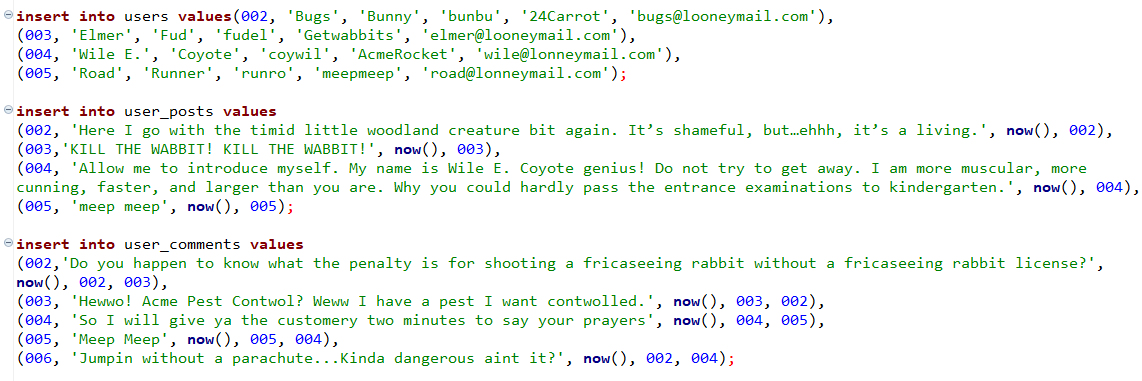 insert into users values(002, 'Bugs', 'Bunny', 'bunbu', '24Carrot', 'bugs@looneymail.com'),
(003, 'Elmer', 'Fud', 'fudel', 'Getwabbits', 'elmer@looneymail.com'),
(004, 'Wile E.', 'Coyote', 'coywil', 'AcmeRocket', 'wile@lonneymail.com'),
(005, 'Road', 'Runner', 'runro', 'meepmeep', 'road@lonneymail.com');
insert into user_posts values
(002, 'Here I go with the timid little woodland creature bit again. It’s shameful, but…ehhh, it’s a living.', now(), 002),
(003,'KILL THE WABBIT! KILL THE WABBIT!', now(), 003),
(004, 'Allow me to introduce myself. My name is Wile E. Coyote genius! Do not try to get away. I am more muscular, more
cunning, faster, and larger than you are. Why you could hardly pass the entrance examinations to kindergarten.', now(), 004),
(005, 'meep meep', now(), 005);
insert into user_comments values
(002,'Do you happen to know what the penalty is for shooting a fricaseeing rabbit without a fricaseeing rabbit license?',
now(), 002, 003),
(003, 'Hewwo! Acme Pest Contwol? Weww I have a pest I want contwolled.', now(), 003, 002),
(004, 'So I will give ya the customery two minutes to say your prayers', now(), 004, 005),
(005, 'Meep Meep', now(), 005, 004),
(006, 'Jumpin without a parachute...Kinda dangerous aint it?', now(), 002, 004);